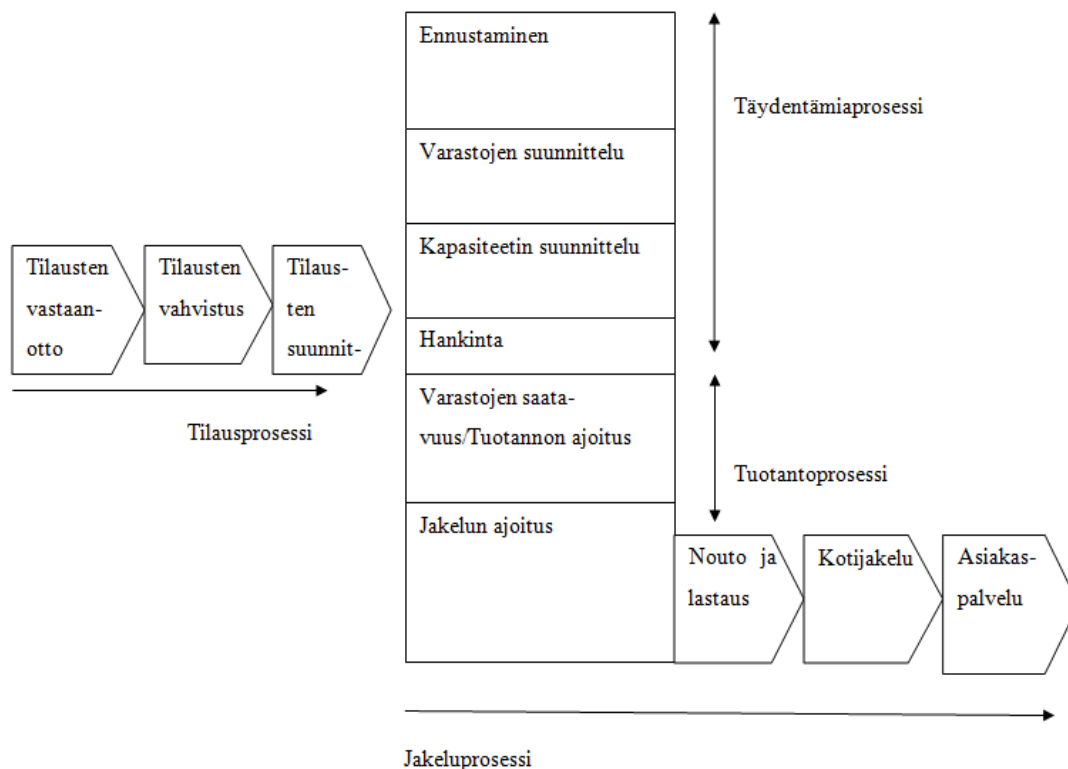 Ennustaminen
Täydentämiaprosessi
Varastojen suunnittelu
Kapasiteetin suunnittelu
Tilausten
vastaan-
otto
Tilausten
vahvistus
Tilaus-
ten
suunnit-
Hankinta
Tilausprosessi
Varastojen saata-
vuus/Tuotannon ajoitus
Tuotantoprosessi
Jakelun ajoitus
Nouto ja
lastaus
Kotijakelu
Asiakas-
palvelu
Jakeluprosessi